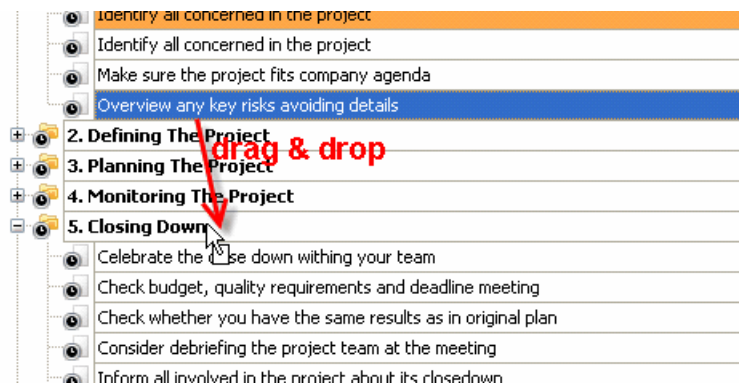 Identify all concerned in the project
Identify all concerned in the project
Make sure the project fits company agenda
Overview any key risks avoiding details
2. Defining The Project
drag & drop
3. Planning The Project
4. Monitoring The Project
5. Closing Down
Celebrate the close down withing your team
Check budget, quality requirements and deadline meeting
Check whether you have the same results as in original plan
Consider debriefing the project team at the meeting
Inform all involved in the project about its closedown